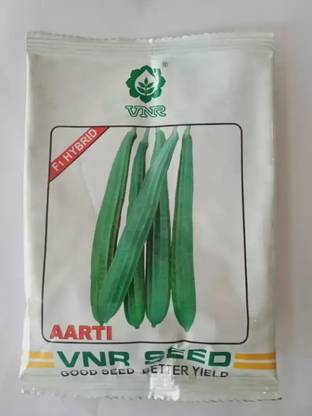 ®
VNR
F1 HYBRID
AARTI
VNR SEED
GOOD SEED BETTER YIELD